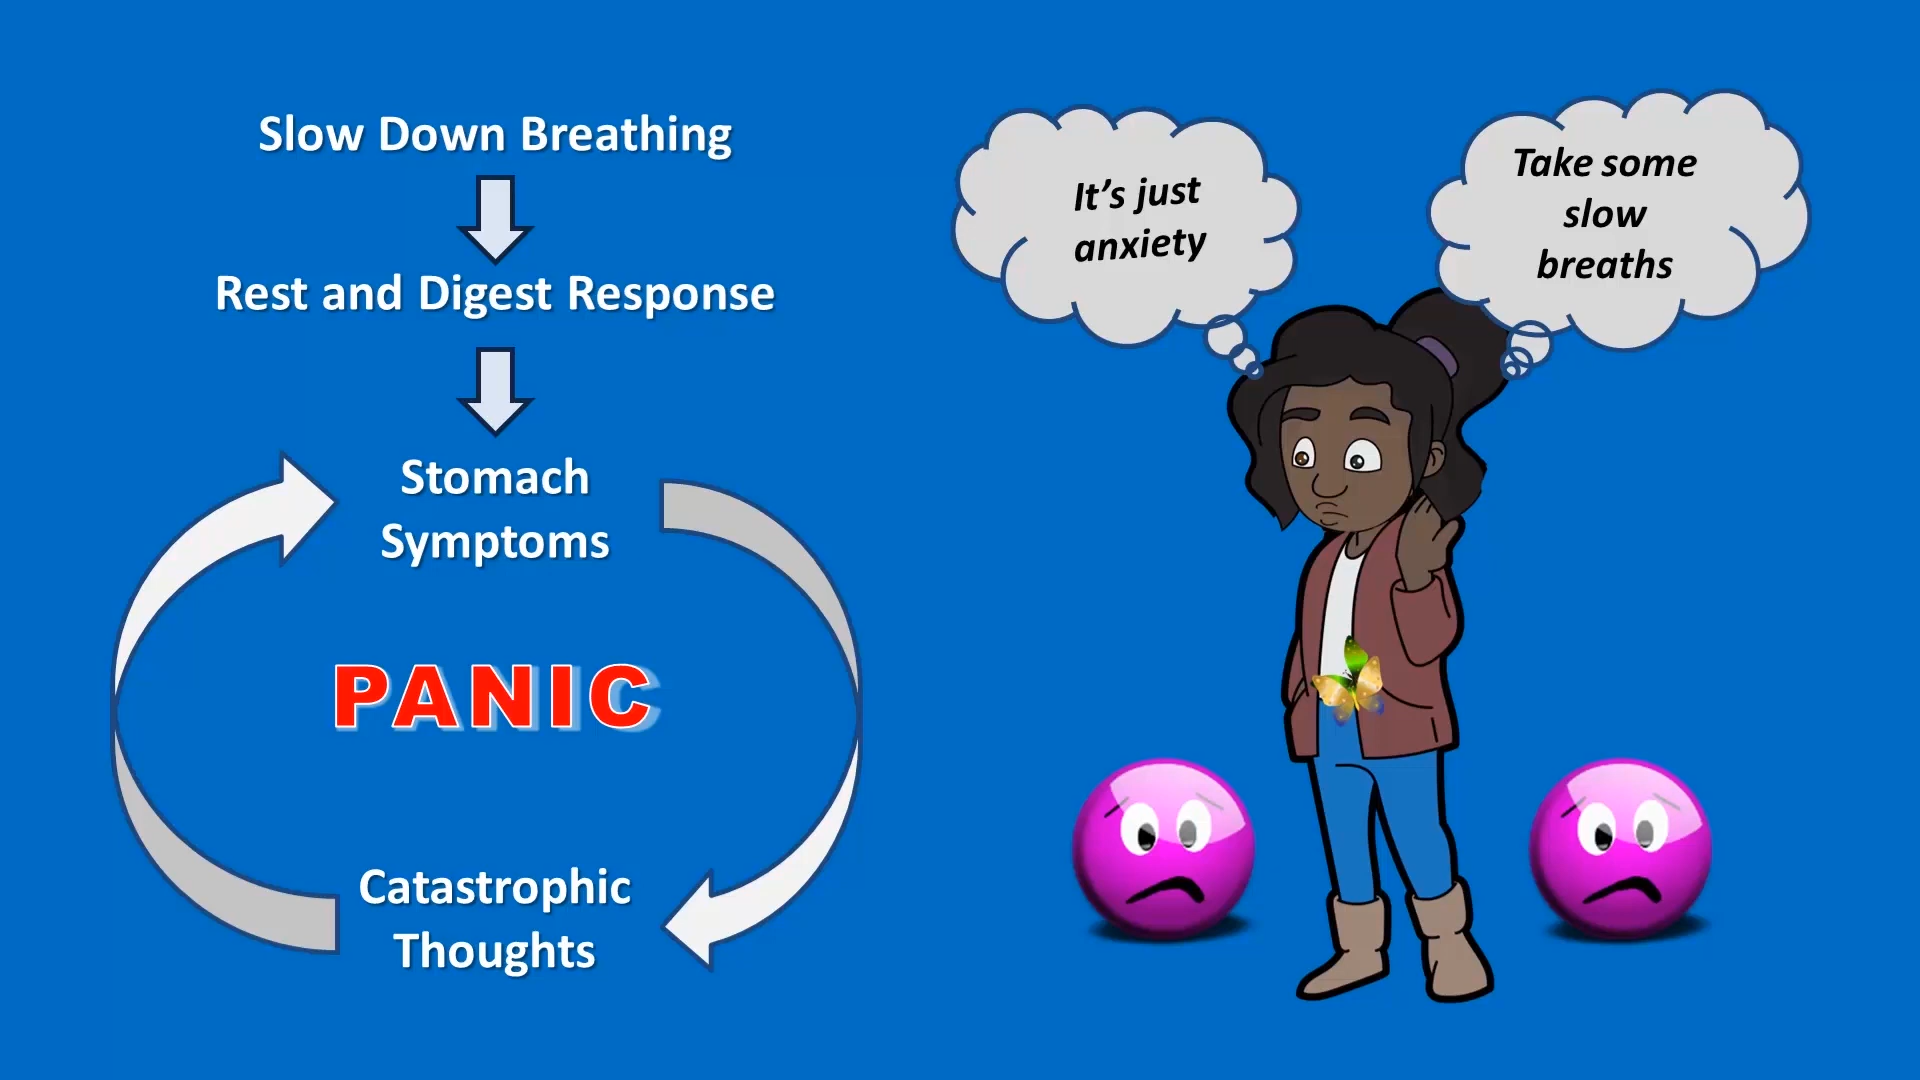 Slow Down Breathing
Rest and Digest Response
Stomach
Symptoms
PANIC
Catastrophic
Thoughts
It’s just
anxiety
Take some
slow
breaths